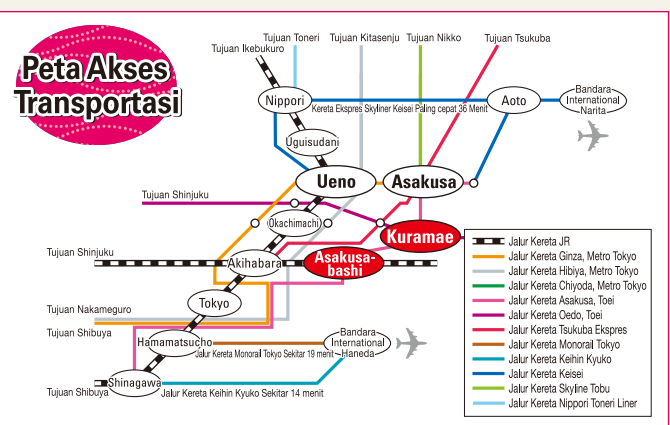 Peta Akses
Transportasi
Tujuan Ikebukuro
Tujuan Toneri
Tujuan Kitasenju
Tujuan Nikko
Tujuan Tsukuba
Nippori
Kereta Ekspres Skyliner Keisei Paling cepat 36 Menit
Aoto
Bandara
International
Narita
Uguisudani
Ueno
Asakusa
Tujuan Shinjuku
Okachimachi
Kuramae
Tujuan Shinjuku
Akihabara
Asakusa-
bashi
Tokyo
Tujuan Nakameguro
Tujuan Shibuya
Hamamatsucho
Jalur Kereta Monorail Tokyo Sekitar 19 menit
Bandara
International
Haneda
Shinagawa
Tujuan Shibuya
Jalur Kereta Keihin Kyuko Sekitar 14 menit
Jalur Kereta JR
Jalur Kereta Ginza, Metro Tokyo
Jalur Kereta Hibiya, Metro Tokyo
Jalur Kereta Chiyoda, Metro Tokyo
Jalur Kereta Asakusa, Toei
Jalur Kereta Oedo, Toei
Jalur Kereta Tsukuba Ekspres
Jalur Kereta Monorail Tokyo
Jalur Kereta Keihin Kyuko
Jalur Kereta Keisei
Jalur Kereta Skyline Tobu
Jalur Kereta Nippori Toneri Liner